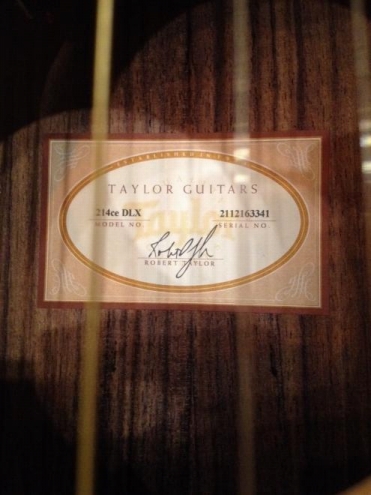 TAYLOR GUITARS
214ce DLX 2112163341
MODEL NO. SERIAL NO.
ROBERT TAYLOR